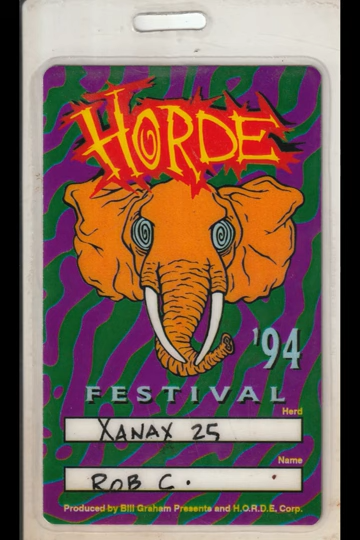 HORDE
'94
FESTIVAL
Herd
XANAX 25
Name
ROB C.
Produced by Bill Graham Presents and H.O.R.D.E. Corp.